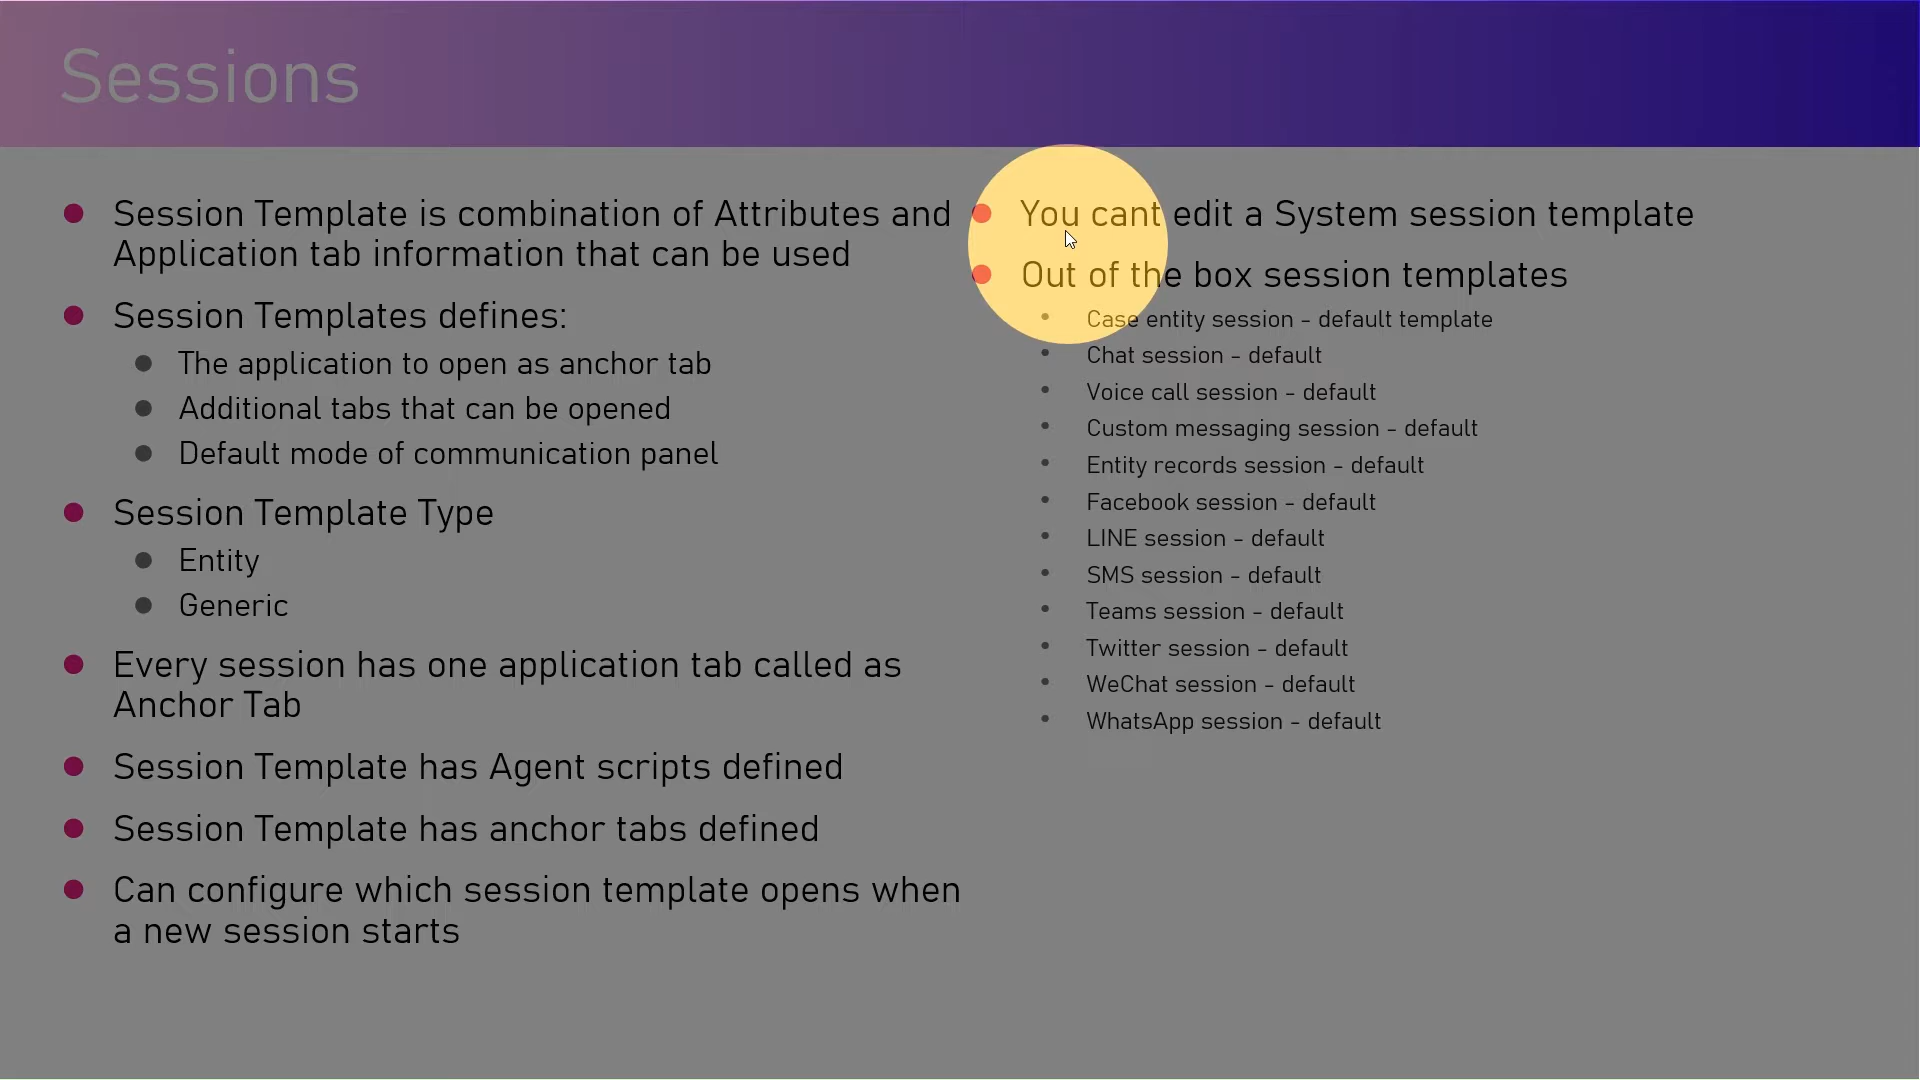 Sessions
Session Template is combination of Attributes and
Application tab information that can be used
Session Templates defines:
The application to open as anchor tab
Additional tabs that can be opened
Default mode of communication panel
Session Template Type
Entity
Generic
Every session has one application tab called as
Anchor Tab
Session Template has Agent scripts defined
Session Template has anchor tabs defined
Can configure which session template opens when
a new session starts
You cant edit a System session template
Out of the box session templates
Case entity session - default template
Chat session - default
Voice call session - default
Custom messaging session - default
Entity records session - default
Facebook session - default
LINE session - default
SMS session - default
Teams session - default
Twitter session - default
WeChat session - default
WhatsApp session - default